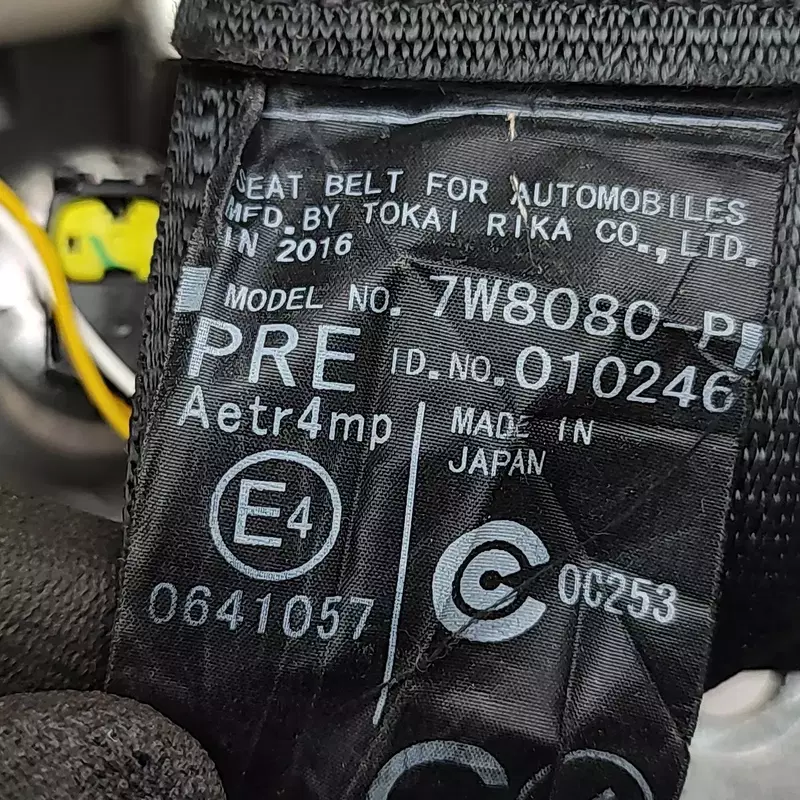 SEAT BELT FOR AUTOMOBILES
MFD. BY TOKAI RIKA CO., LTD.
IN 2016
MODEL NO. 7W8080-P
PRE ID. NO. 010246
Aetr4mp
MADE IN
JAPAN
E4
0C253
0641057